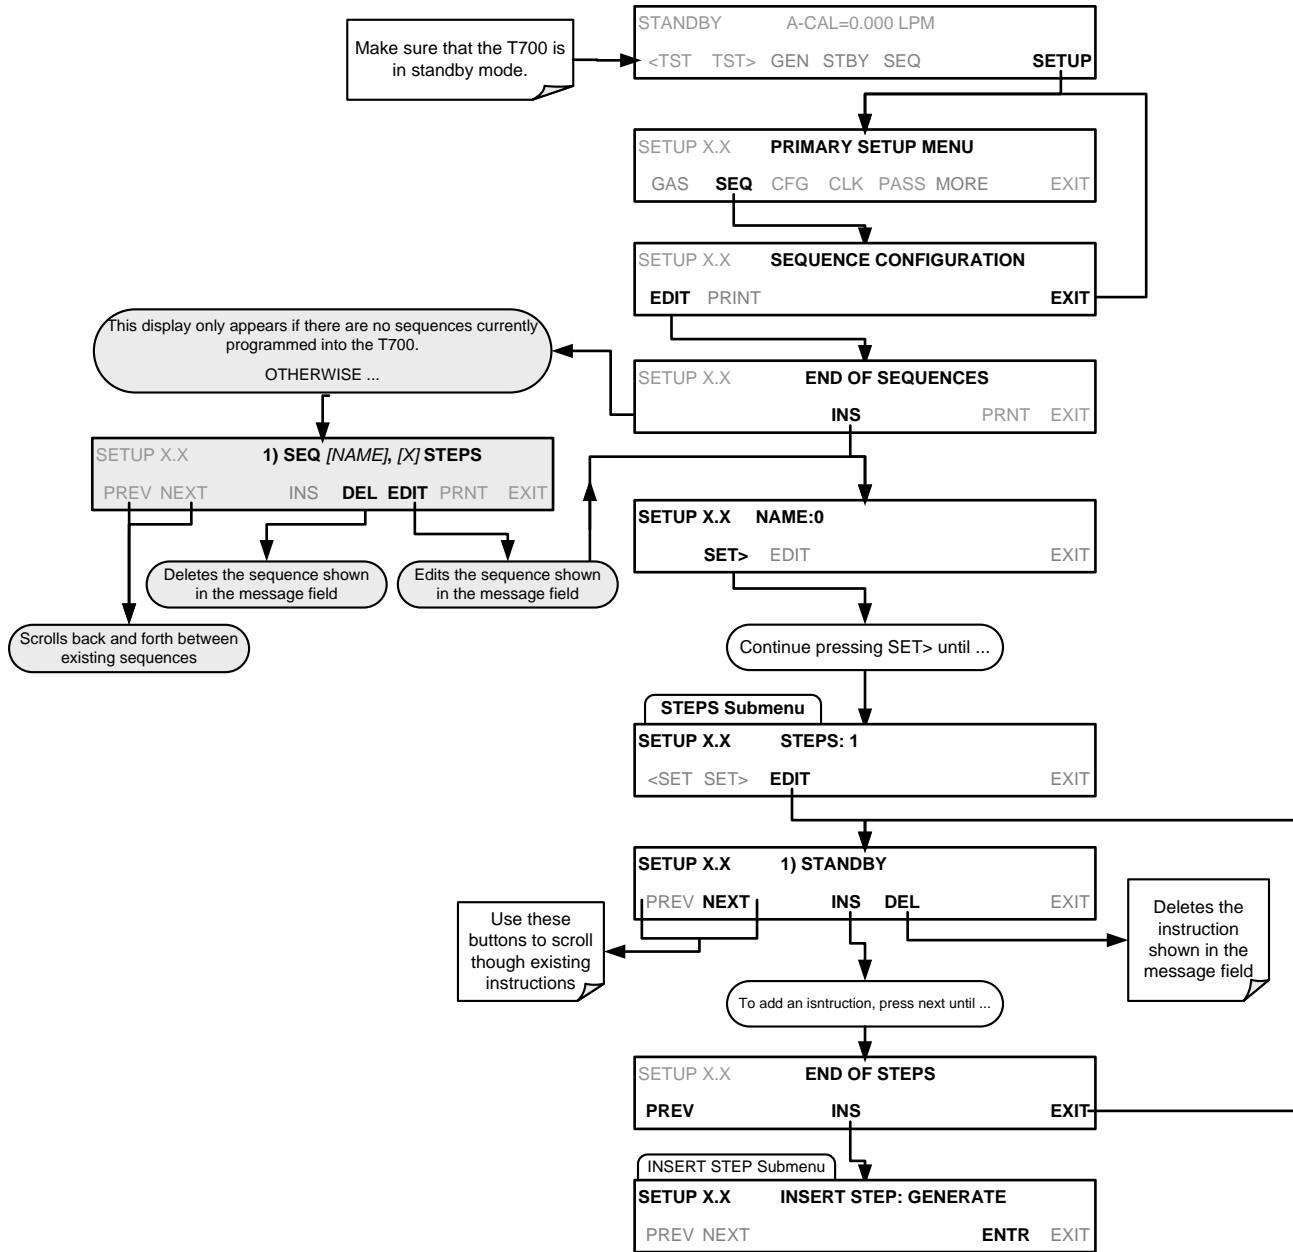 STANDBY A-CAL=0.000 LPM
<TST TST> GEN STBY SEQ SETUP
Make sure that the T700 is
in standby mode.
SETUP X.X PRIMARY SETUP MENU
GAS SEQ CFG CLK PASS MORE EXIT
SETUP X.X SEQUENCE CONFIGURATION
EDIT PRINT EXIT
This display only appears if there are no sequences currently
programmed into the T700.
OTHERWISE ...
SETUP X.X END OF SEQUENCES
INS PRNT EXIT
SETUP X.X 1) SEQ [NAME], [X] STEPS
PREV NEXT INS DEL EDIT PRNT EXIT
Deletes the sequence shown
in the message field
Edits the sequence shown
in the message field
Scrolls back and forth between
existing sequences
SETUP X.X NAME:0
SET> EDIT EXIT
Continue pressing SET> until ...
STEPS Submenu
SETUP X.X STEPS: 1
<SET SET> EDIT EXIT
SETUP X.X 1) STANDBY
PREV NEXT INS DEL EXIT
Use these
buttons to scroll
though existing
instructions
Deletes the
instruction
shown in the
message field
To add an isntruction, press next until ...
SETUP X.X END OF STEPS
PREV INS EXIT
INSERT STEP Submenu
SETUP X.X INSERT STEP: GENERATE
PREV NEXT ENTR EXIT